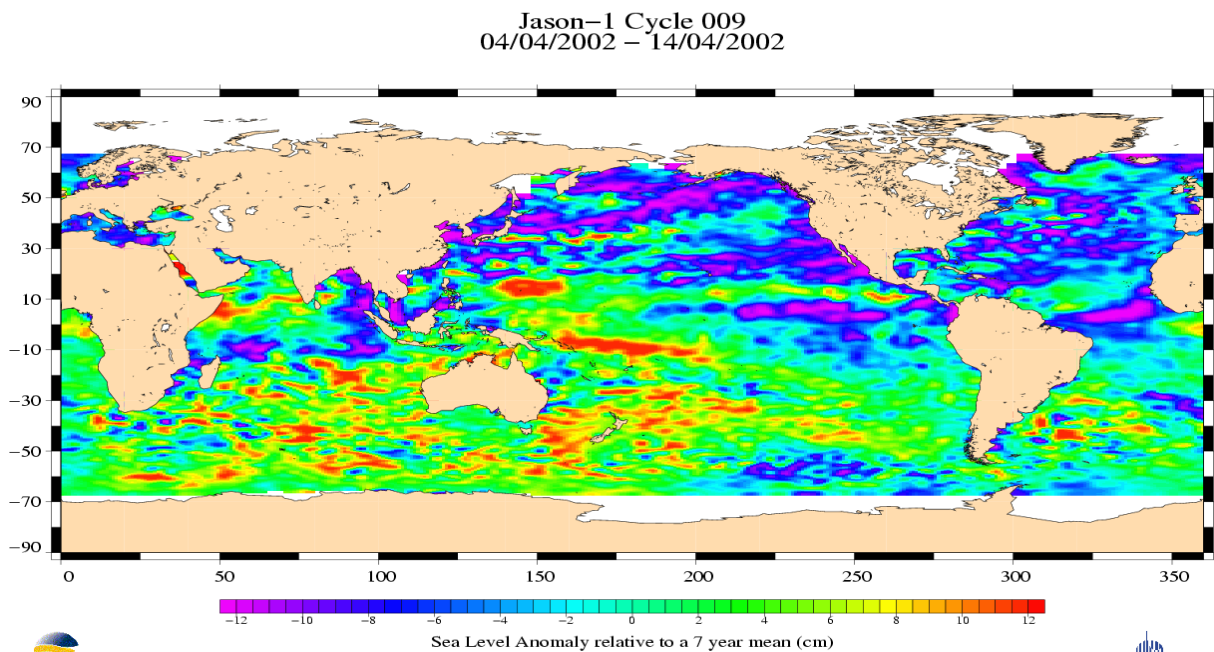 Jason−1 Cycle 009
04/04/2002 − 14/04/2002
90
70
50
30
10
−10
−30
−50
−70
−90
0 50 100 150 200 250 300 350
−12 −10 −8 −6 −4 −2 0 2 4 6 8 10 12
Sea Level Anomaly relative to a 7 year mean (cm)